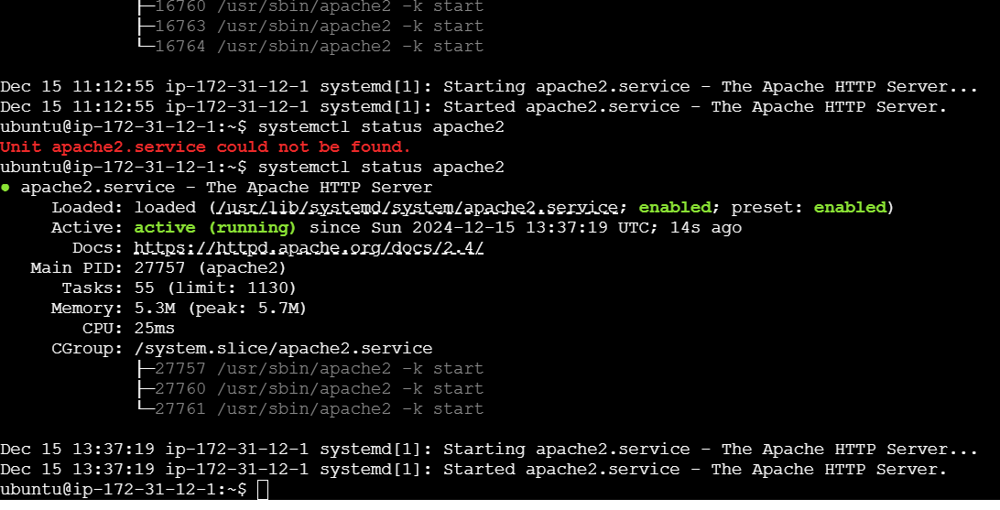 ├─16760 /usr/sbin/apache2 -k start
├─16763 /usr/sbin/apache2 -k start
└─16764 /usr/sbin/apache2 -k start
Dec 15 11:12:55 ip-172-31-12-1 systemd[1]: Starting apache2.service - The Apache HTTP Server...
Dec 15 11:12:55 ip-172-31-12-1 systemd[1]: Started apache2.service - The Apache HTTP Server.
ubuntu@ip-172-31-12-1:~$ systemctl status apache2
Unit apache2.service could not be found.
ubuntu@ip-172-31-12-1:~$ systemctl status apache2
● apache2.service - The Apache HTTP Server
Loaded: loaded (/usr/lib/systemd/system/apache2.service; enabled; preset: enabled)
Active: active (running) since Sun 2024-12-15 13:37:19 UTC; 14s ago
Docs: https://httpd.apache.org/docs/2.4/
Main PID: 27757 (apache2)
Tasks: 55 (limit: 1130)
Memory: 5.3M (peak: 5.7M)
CPU: 25ms
CGroup: /system.slice/apache2.service
├─27757 /usr/sbin/apache2 -k start
├─27760 /usr/sbin/apache2 -k start
└─27761 /usr/sbin/apache2 -k start
Dec 15 13:37:19 ip-172-31-12-1 systemd[1]: Starting apache2.service - The Apache HTTP Server...
Dec 15 13:37:19 ip-172-31-12-1 systemd[1]: Started apache2.service - The Apache HTTP Server.
ubuntu@ip-172-31-12-1:~$